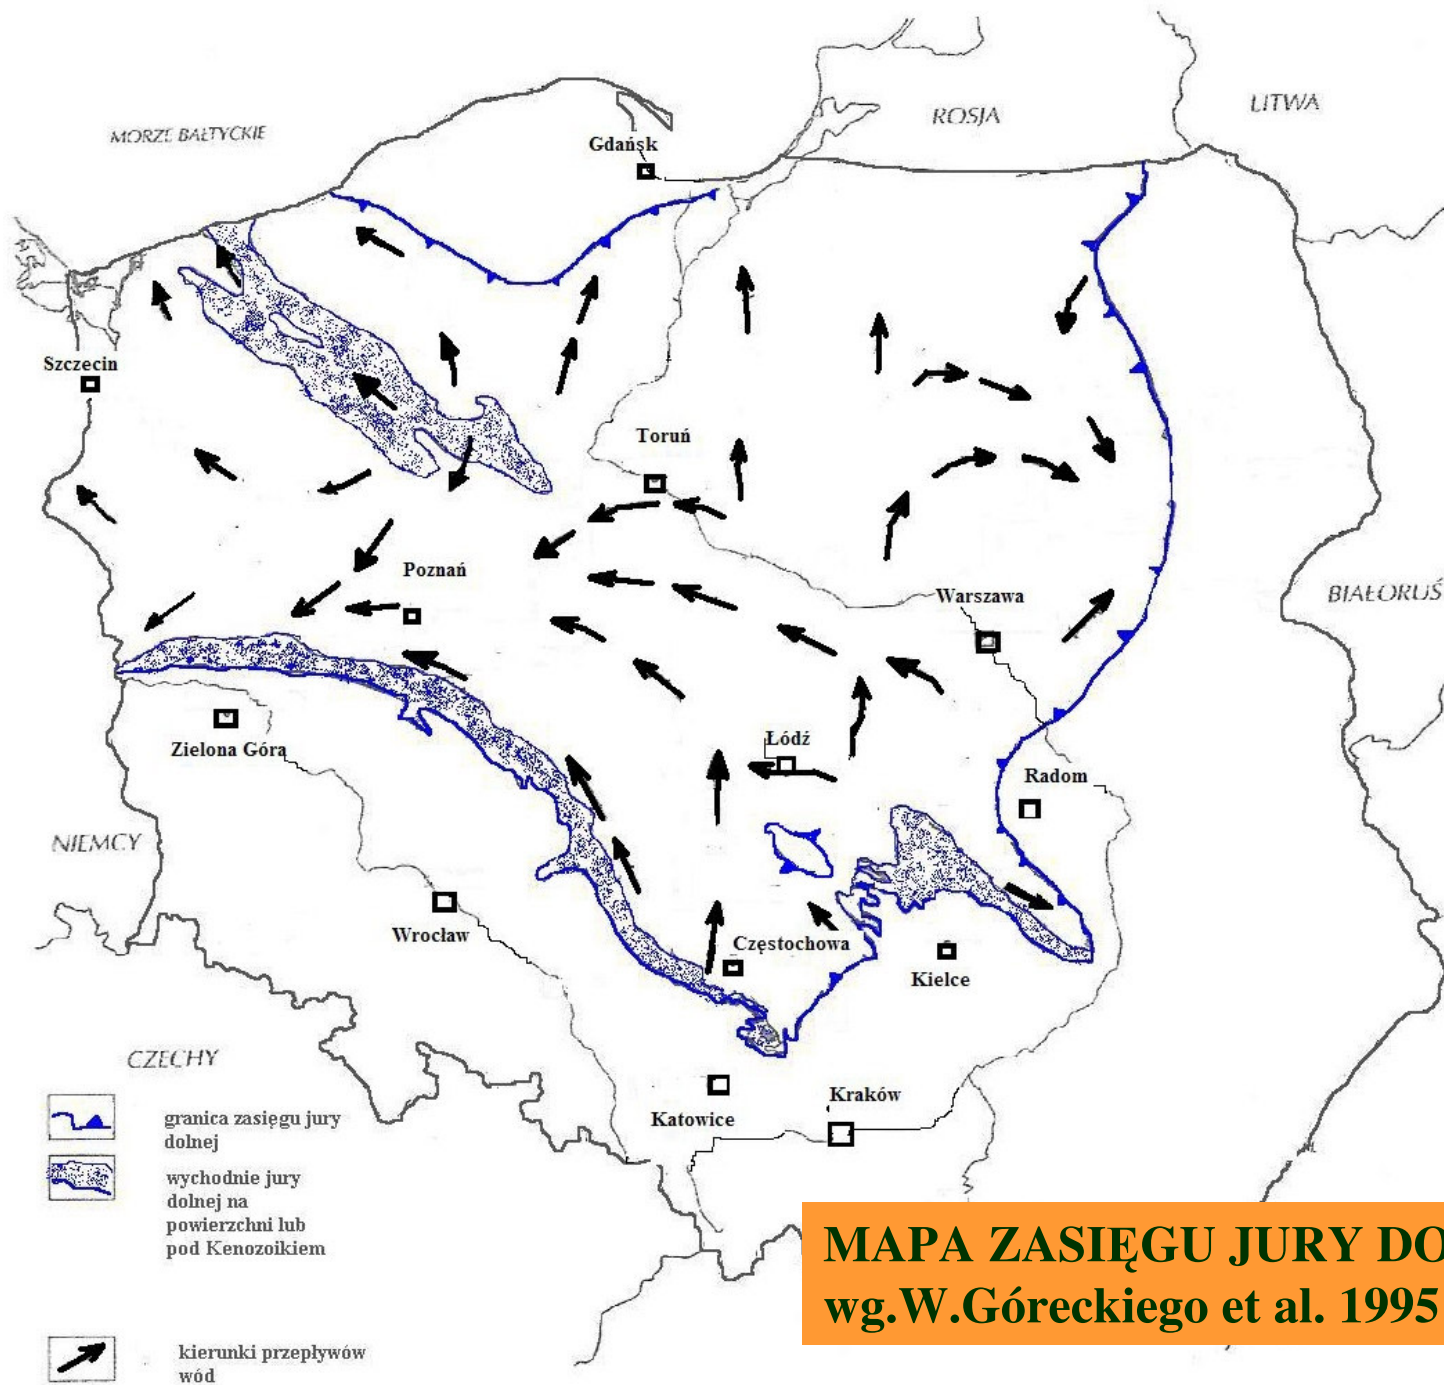 MORZE BAŁTYCKIE
Gdańsk
ROSJA
LITWA
Szczecin
Toruń
Poznań
Warszawa
BIAŁORUŚ
Zielona Góra
Łódź
Radom
NIEMCY
Wrocław
Częstochowa
Kielce
CZECHY
Katowice
Kraków
granica zasięgu jury
dolnej
wychodnie jury
dolnej na
powierzchni lub
pod Kenozoikiem
kierunki przepływów
wód
MAPA ZASIĘGU JURY DO
wg.W.Góreckiego et al. 1995